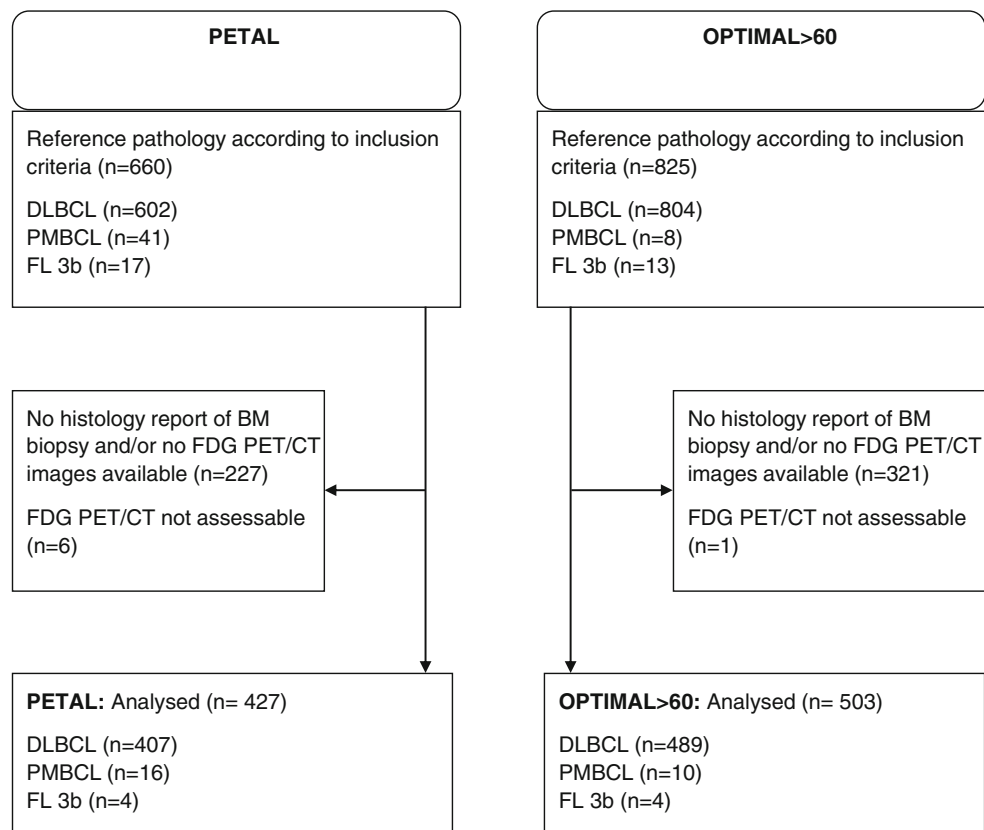 PETAL
Reference pathology according to inclusion
criteria (n=660)
DLBCL (n=602)
PMBCL (n=41)
FL 3b (n=17)
No histology report of BM
biopsy and/or no FDG PET/CT
images available (n=227)
FDG PET/CT not assessable
(n=6)
PETAL: Analysed (n= 427)
DLBCL (n=407)
PMBCL (n=16)
FL 3b (n=4)
OPTIMAL>60
Reference pathology according to inclusion
criteria (n=825)
DLBCL (n=804)
PMBCL (n=8)
FL 3b (n=13)
No histology report of BM
biopsy and/or no FDG PET/CT
images available (n=321)
FDG PET/CT not assessable
(n=1)
OPTIMAL>60: Analysed (n= 503)
DLBCL (n=489)
PMBCL (n=10)
FL 3b (n=4)